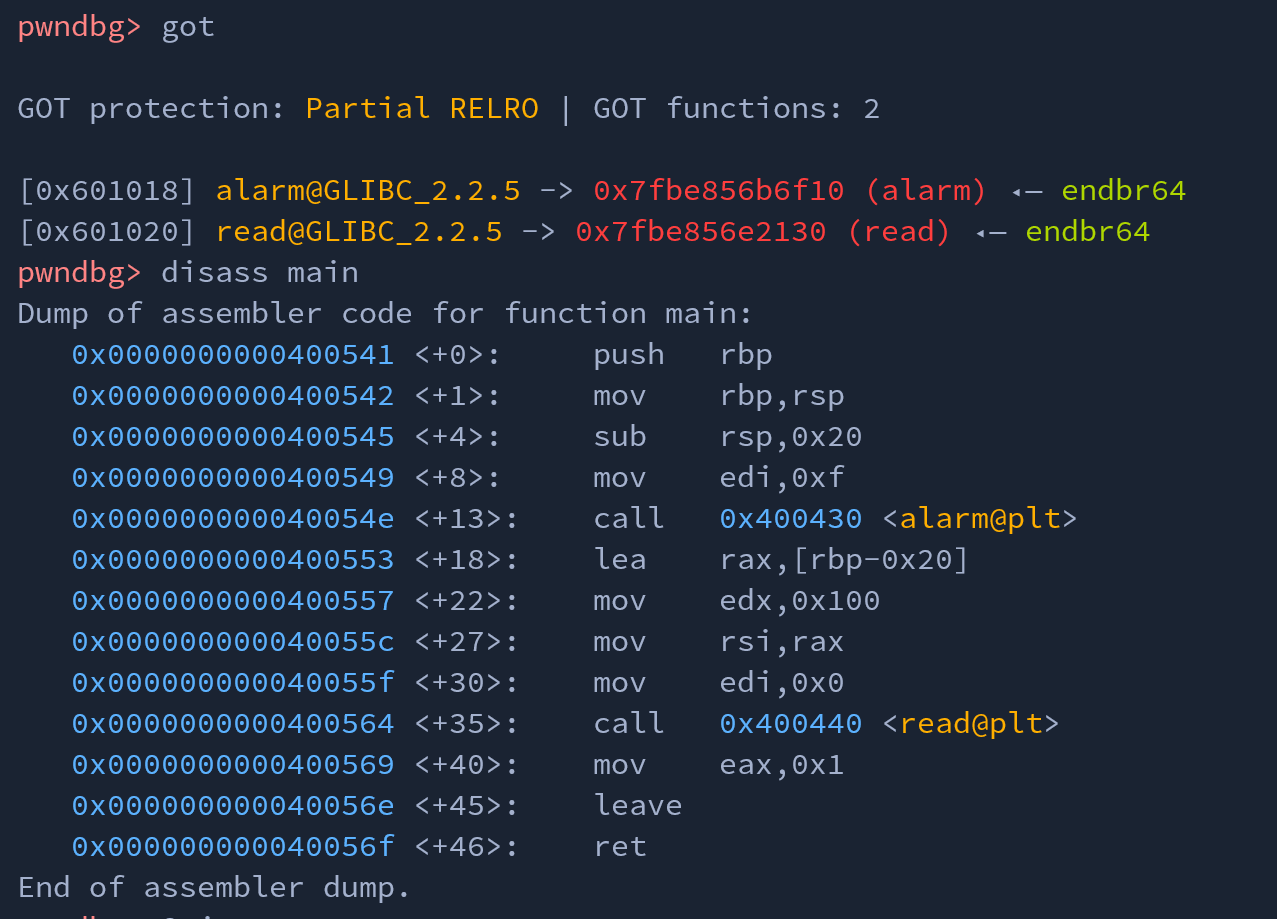 pwndbg> got
GOT protection: Partial RELRO | GOT functions: 2
[0x601018] alarm@GLIBC_2.2.5 -> 0x7fbe856b6f10 (alarm) ◂— endbr64
[0x601020] read@GLIBC_2.2.5 -> 0x7fbe856e2130 (read) ◂— endbr64
pwndbg> disass main
Dump of assembler code for function main:
   0x0000000000400541 <+0>:     push   rbp
   0x0000000000400542 <+1>:     mov    rbp,rsp
   0x0000000000400545 <+4>:     sub    rsp,0x20
   0x0000000000400549 <+8>:     mov    edi,0xf
   0x000000000040054e <+13>:    call   0x400430 <alarm@plt>
   0x0000000000400553 <+18>:    lea    rax,[rbp-0x20]
   0x0000000000400557 <+22>:    mov    edx,0x100
   0x000000000040055c <+27>:    mov    rsi,rax
   0x000000000040055f <+30>:    mov    edi,0x0
   0x0000000000400564 <+35>:    call   0x400440 <read@plt>
   0x0000000000400569 <+40>:    mov    eax,0x1
   0x000000000040056e <+45>:    leave
   0x000000000040056f <+46>:    ret
End of assembler dump.